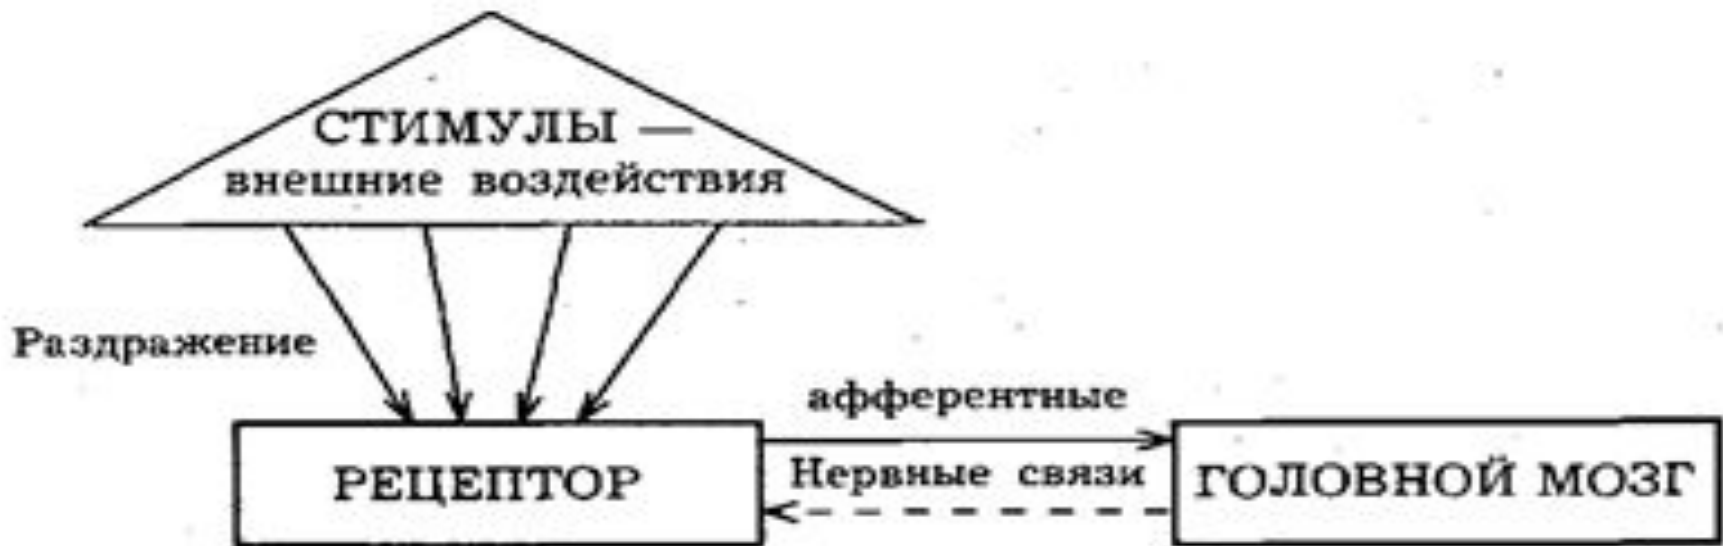 СТИМУЛЫ —
внешние воздействия
Раздражение
афферентные
РЕЦЕПТОР
Нервные связи
ГОЛОВНОЙ МОЗГ